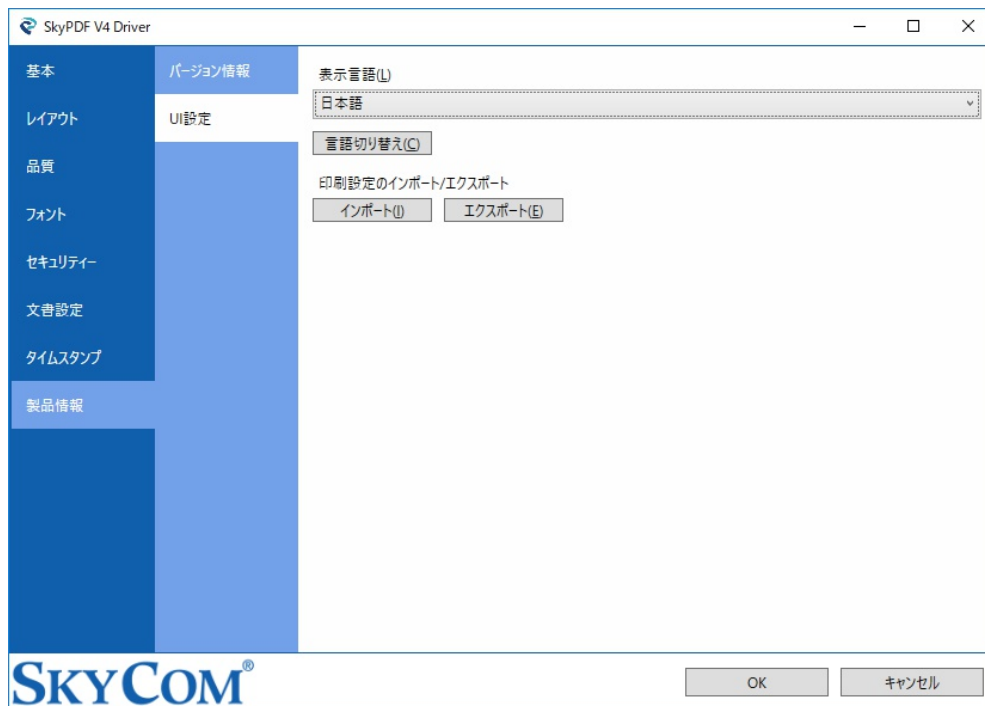 SkyPDF V4 Driver
基本
レイアウト
品質
フォント
セキュリティー
文書設定
タイムスタンプ
製品情報
バージョン情報
UI設定
表示言語(L)
日本語
言語切り替え(C)
印刷設定のインポート/エクスポート
インポート(I)
エクスポート(E)
SKYCOM®
OK
キャンセル